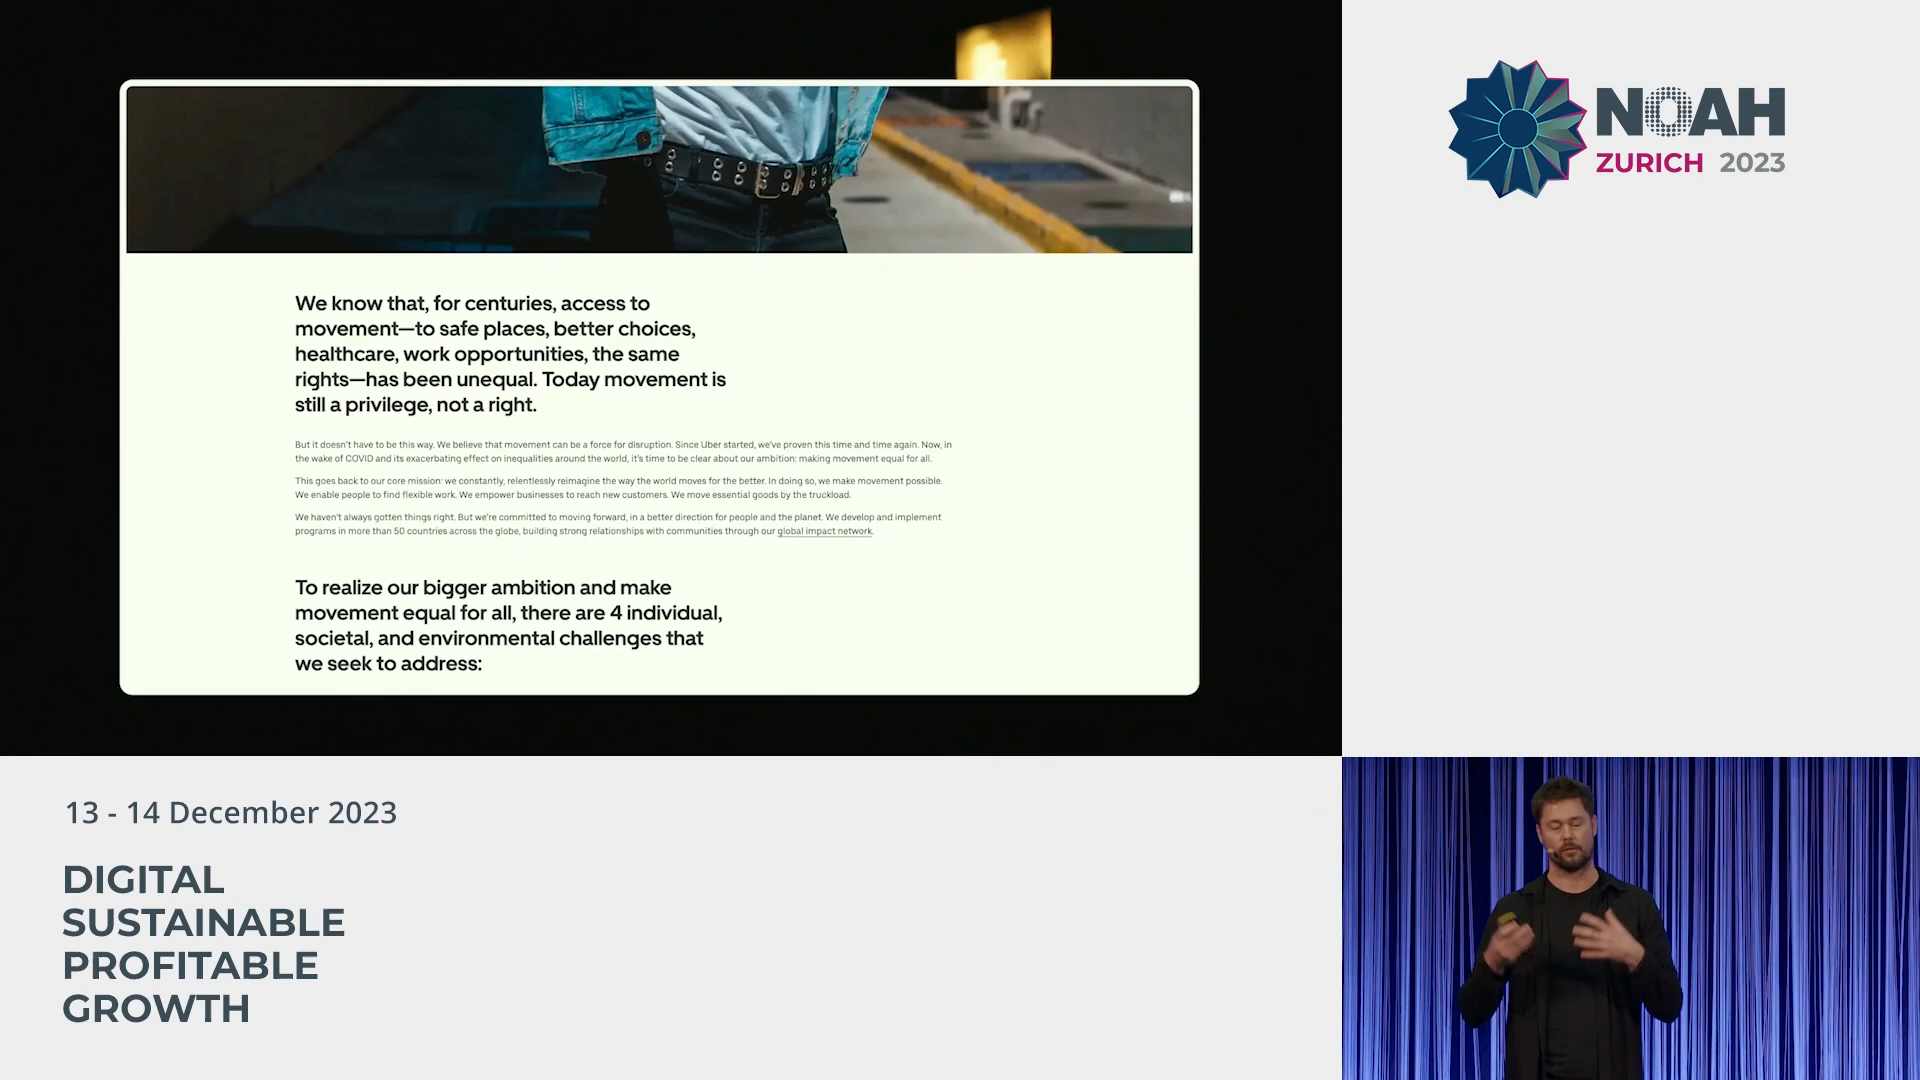 We know that, for centuries, access to
movement—to safe places, better choices,
healthcare, work opportunities, the same
rights—has been unequal. Today movement is
still a privilege, not a right.
But it doesn't have to be this way. We believe that movement can be a force for disruption. Since Uber started, we've proven this time and time again. Now, in
the wake of COVID and its exacerbating effect on inequalities around the world, it's time to be clear about our ambition: making movement equal for all.
This goes back to our core mission: we constantly, relentlessly reimagine the way the world moves for the better. In doing so, we make movement possible.
We enable people to find flexible work. We empower businesses to reach new customers. We move essential goods by the truckload.
We haven't always gotten things right. But we're committed to moving forward, in a better direction for people and the planet. We develop and implement
programs in more than 50 countries across the globe, building strong relationships with communities through our global impact network.
To realize our bigger ambition and make
movement equal for all, there are 4 individual,
societal, and environmental challenges that
we seek to address:
NOAH
ZURICH 2023
13 - 14 December 2023
DIGITAL
SUSTAINABLE
PROFITABLE
GROWTH